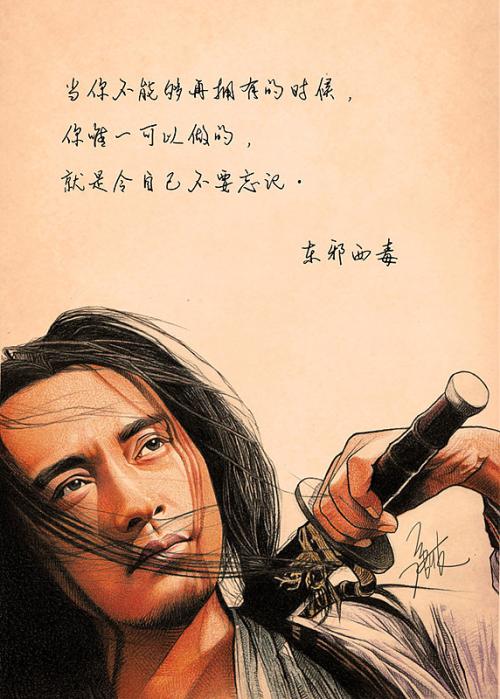 当你不能够再拥有的时候，
你唯一可以做的，
就是令自己不要忘记．
东邪西毒